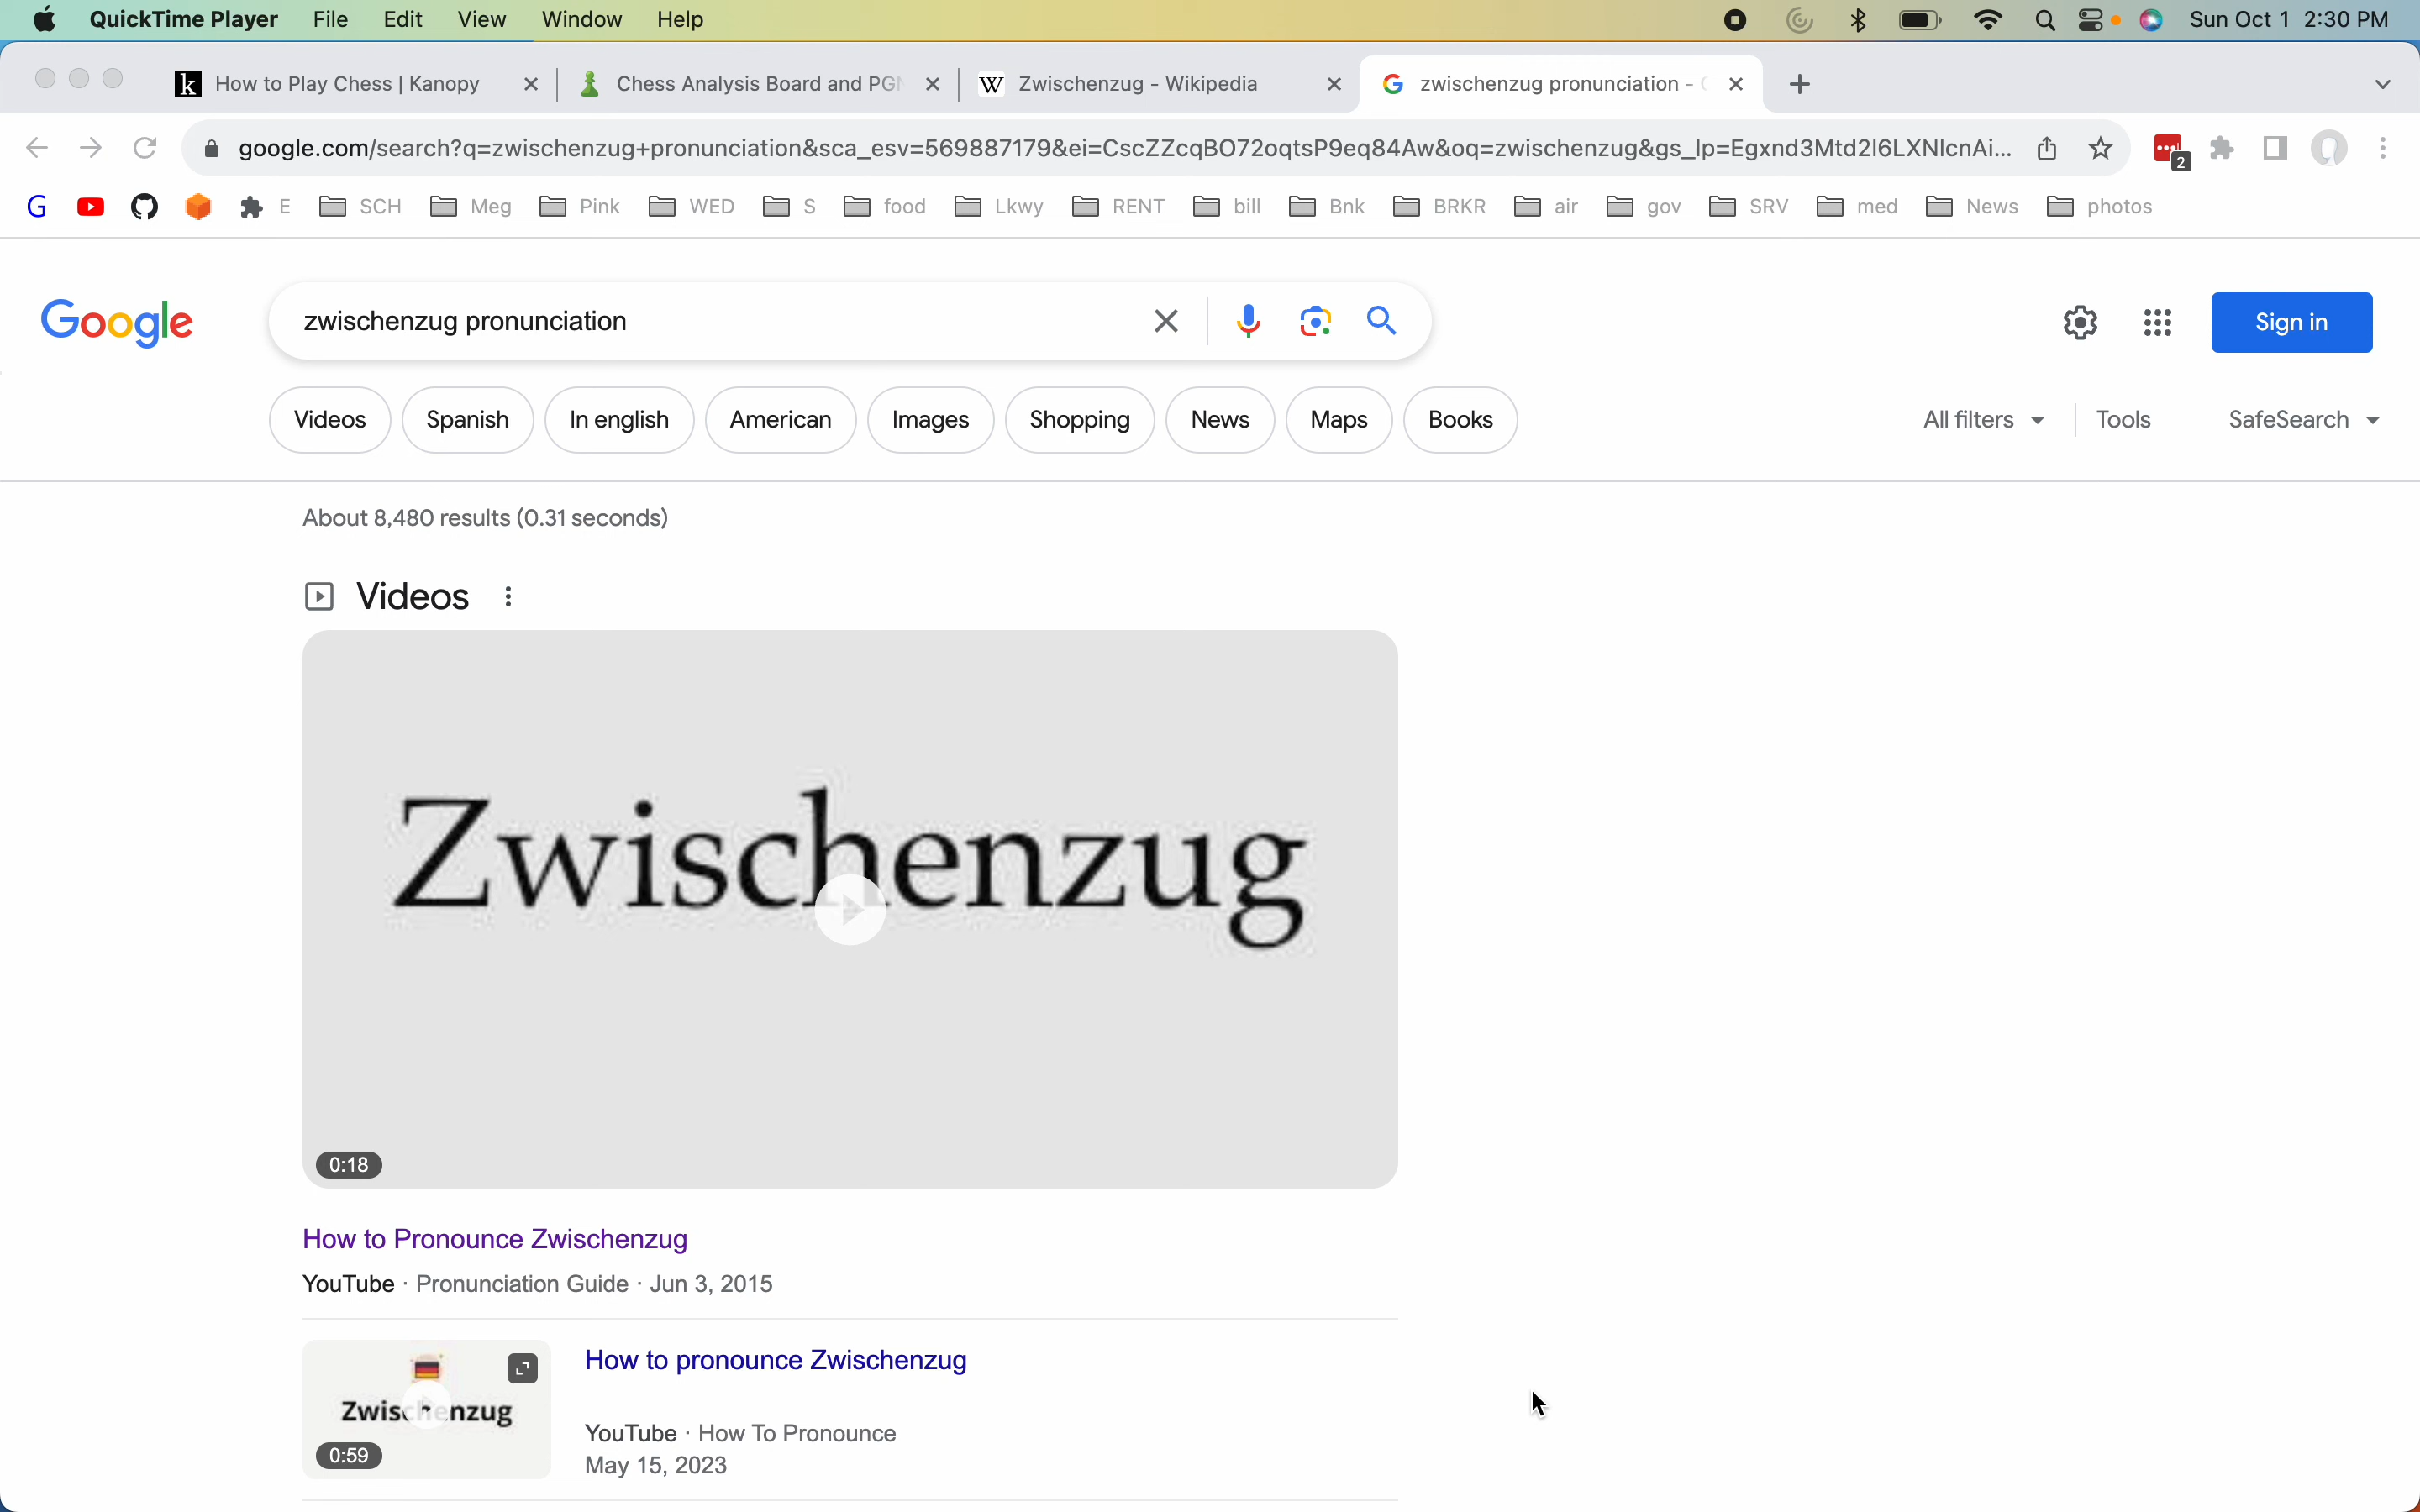 QuickTime Player File Edit View Window Help Sun Oct 1 2:30 PM
How to Play Chess | Kanopy Chess Analysis Board and PGN Zwischenzug - Wikipedia zwischenzug pronunciation -
google.com/search?q=zwischenzug+pronunciation&sca_esv=569887179&ei=CscZZcqBO72oqtsP9eq84Aw&oq=zwischenzug&gs_lp=Egxnd3Mtd2l6LXNlcnAi... 2
E SCH Meg Pink WED S food Lkwy RENT bill Bnk BRKR air gov SRV med News photos
Google zwischenzug pronunciation Sign in
Videos Spanish In english American Images Shopping News Maps Books All filters Tools SafeSearch
About 8,480 results (0.31 seconds)
Videos
Zwischenzug
0:18
How to Pronounce Zwischenzug
YouTube · Pronunciation Guide · Jun 3, 2015
How to pronounce Zwischenzug
Zwischenzug
0:59
YouTube · How To Pronounce
May 15, 2023